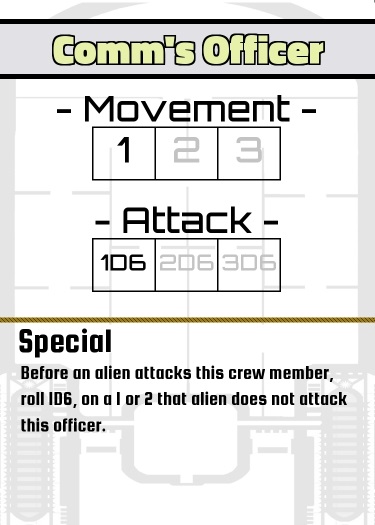 Comm's Officer
- Movement -
1 2 3
- Attack -
1D6 2D6 3D6
Special
Before an alien attacks this crew member,
roll 1D6, on a 1 or 2 that alien does not attack
this officer.